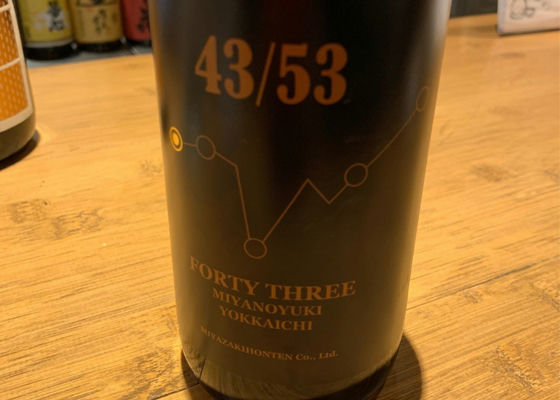 43/53
FORTY THREE
MIYANOYUKI
YOKKAICHI
MIYAZAKIHONTEN Co., Ltd.